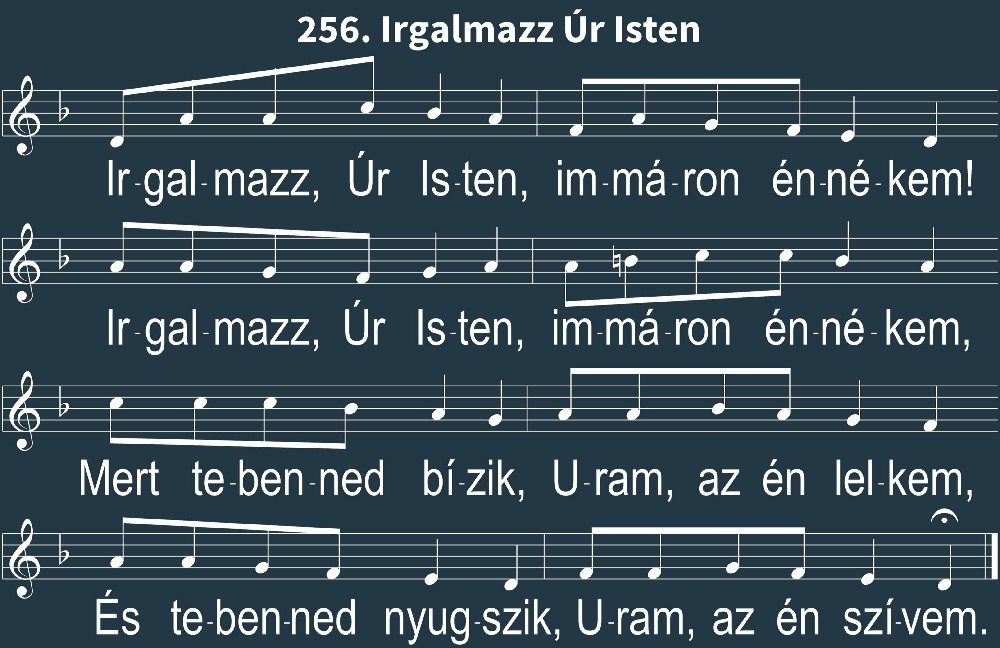 256. Irgalmazz Úr Isten
Ir-gal-mazz, Úr Is-ten, im-má-ron én-né-kem!
Ir-gal-mazz, Úr Is-ten, im-má-ron én-né-kem,
Mert te-ben-ned bí-zik, U-ram, az én lel-kem,
És te-ben-ned nyug-szik, U-ram, az én szí-vem.